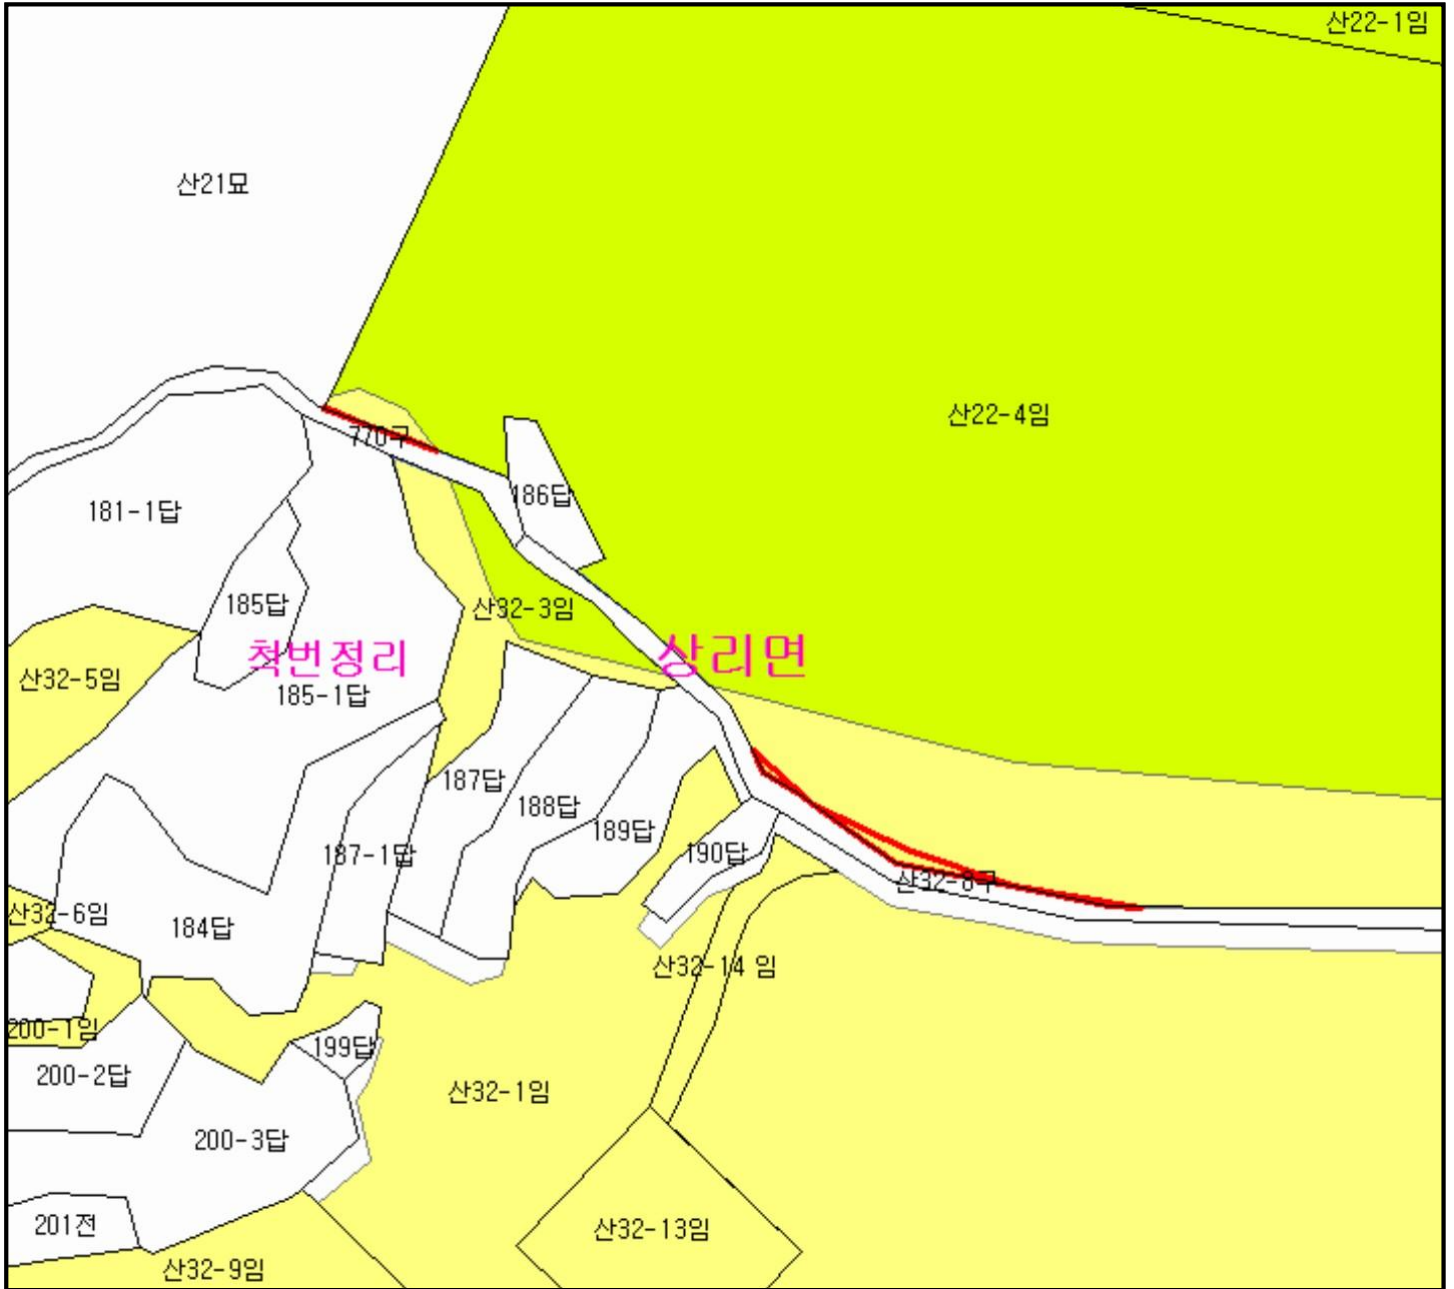 산22-1임
산21묘
산22-4임
770구
186답
181-1답
185답
산32-3임
척번정리
상리면
산32-5임
185-1답
187답
188답
189답
187-1답
190답
산32-8구
산32-6임
184답
산32-14 임
200-1임
199답
200-2답
산32-1임
200-3답
201전
산32-13임
산32-9임